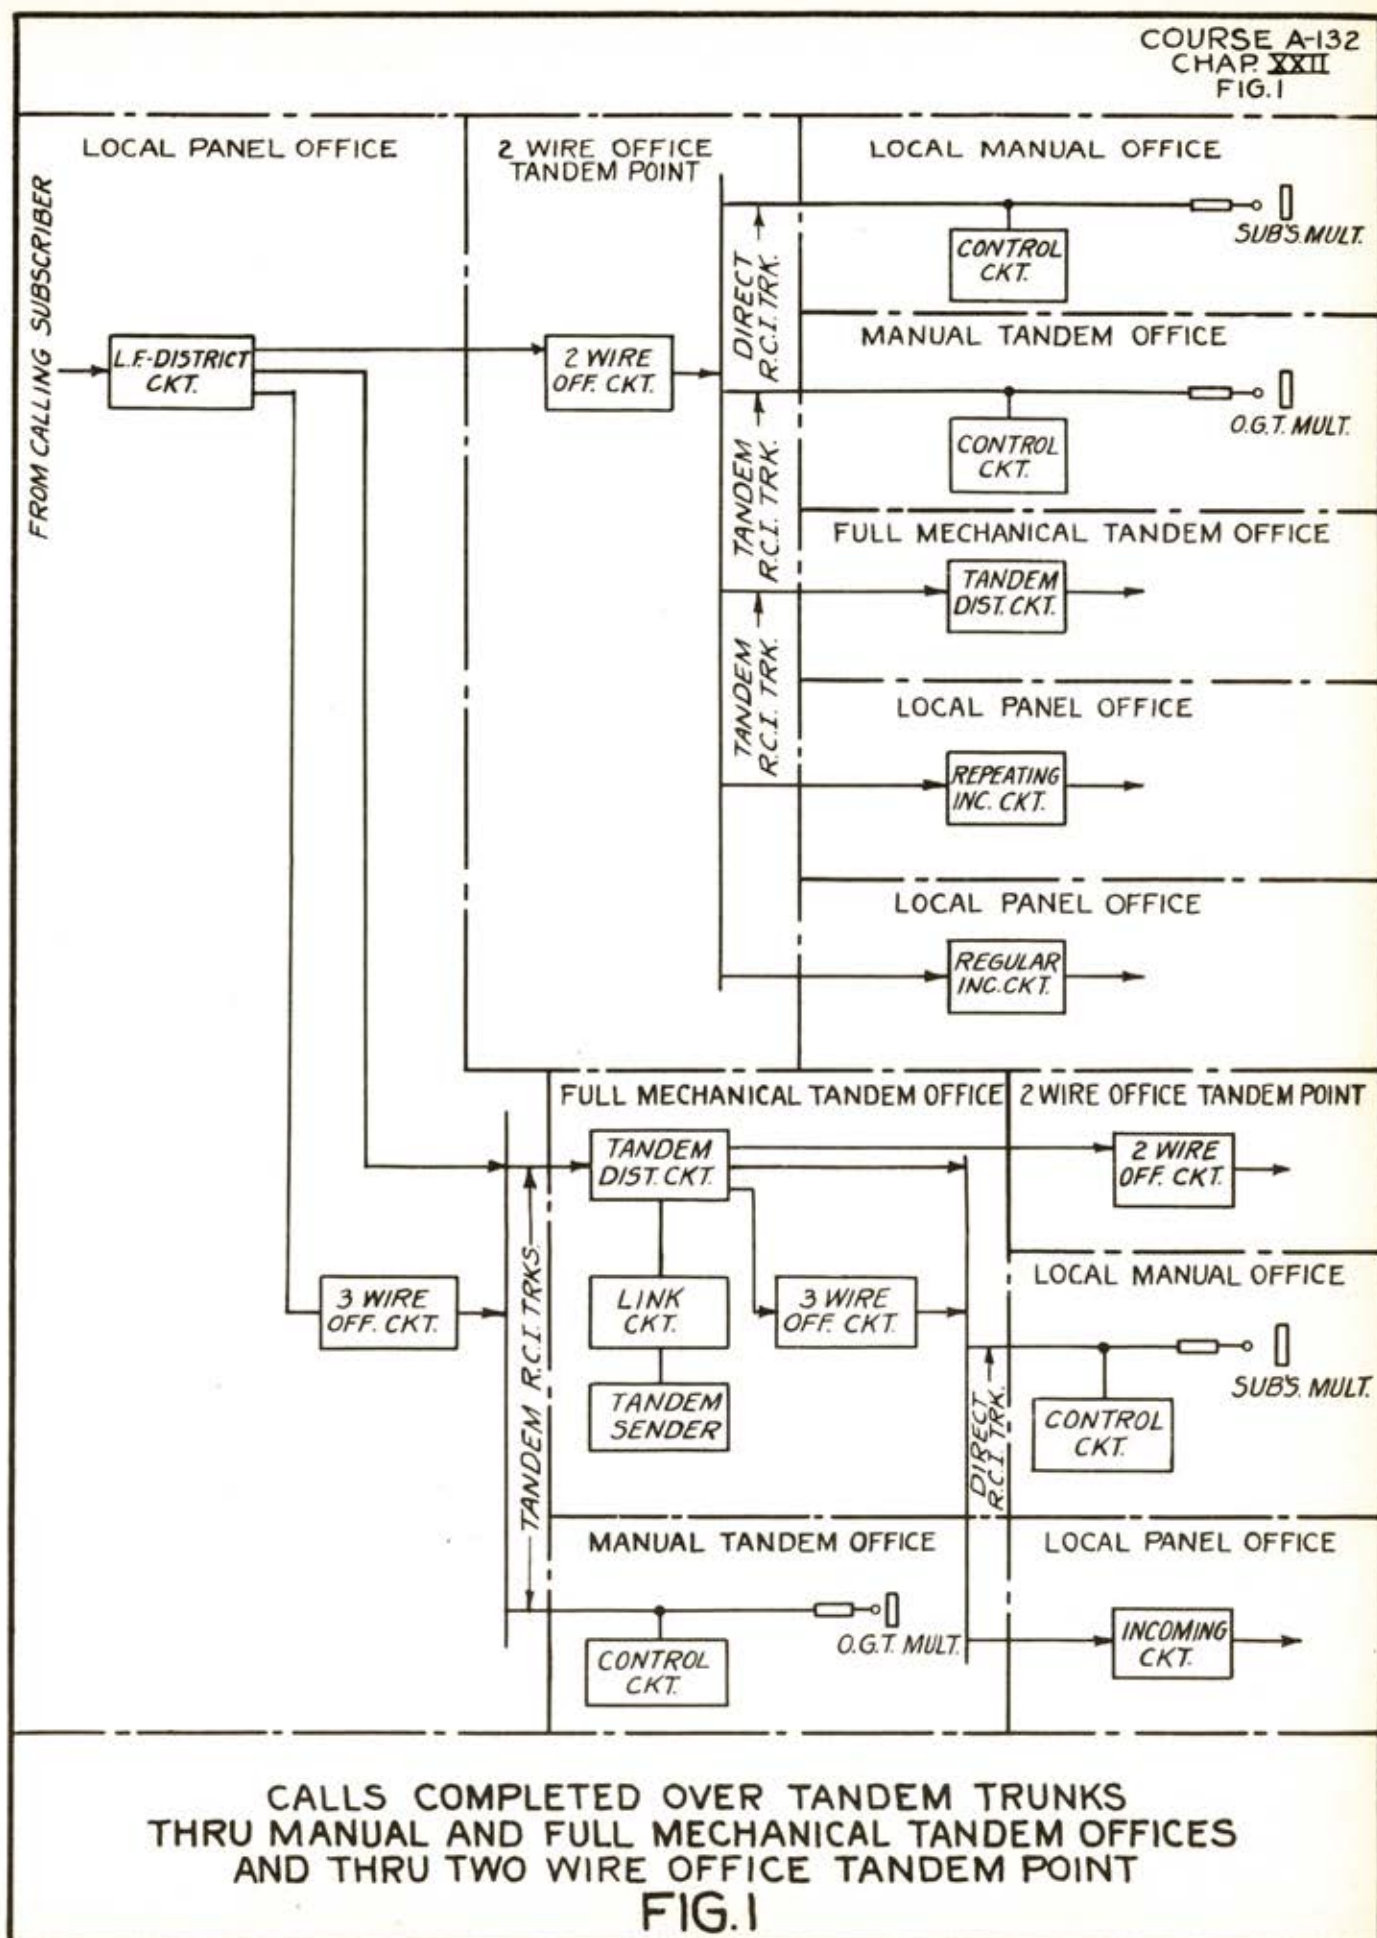 COURSE A-132
CHAP. XXII
FIG.1
LOCAL PANEL OFFICE
2 WIRE OFFICE
TANDEM POINT
LOCAL MANUAL OFFICE
FROM CALLING SUBSCRIBER
L.F.-DISTRICT
CKT.
2 WIRE
OFF. CKT.
DIRECT
R.C.I. TRK.
CONTROL
CKT.
SUB'S. MULT.
MANUAL TANDEM OFFICE
TANDEM
R.C.I. TRK.
CONTROL
CKT.
O.G.T. MULT.
FULL MECHANICAL TANDEM OFFICE
TANDEM
DIST. CKT.
TANDEM
R.C.I. TRK.
LOCAL PANEL OFFICE
REPEATING
INC. CKT.
LOCAL PANEL OFFICE
REGULAR
INC. CKT.
FULL MECHANICAL TANDEM OFFICE
2 WIRE OFFICE TANDEM POINT
TANDEM
DIST. CKT.
2 WIRE
OFF. CKT.
TANDEM R.C.I. TRKS.
LOCAL MANUAL OFFICE
3 WIRE
OFF. CKT.
LINK
CKT.
3 WIRE
OFF. CKT.
TANDEM
SENDER
DIRECT
R.C.I. TRK.
SUB'S. MULT.
CONTROL
CKT.
MANUAL TANDEM OFFICE
LOCAL PANEL OFFICE
CONTROL
CKT.
O.G.T. MULT.
INCOMING
CKT.
CALLS COMPLETED OVER TANDEM TRUNKS
THRU MANUAL AND FULL MECHANICAL TANDEM OFFICES
AND THRU TWO WIRE OFFICE TANDEM POINT
FIG.1